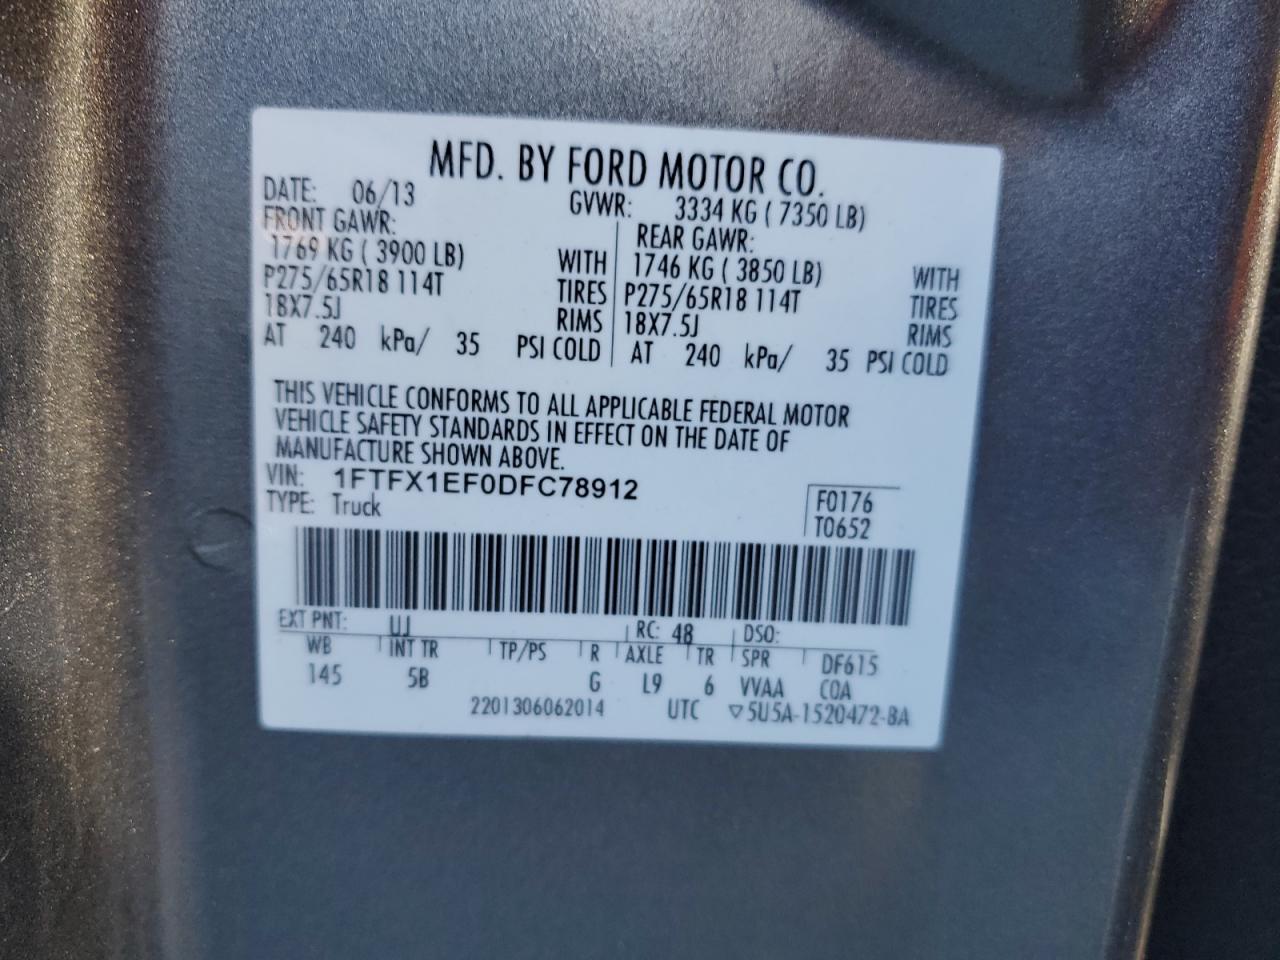 MFD. BY FORD MOTOR CO.
DATE: 06/13 GVWR: 3334 KG ( 7350 LB)
FRONT GAWR: REAR GAWR:
1769 KG ( 3900 LB) WITH 1746 KG ( 3850 LB) WITH
P275/65R18 114T TIRES P275/65R18 114T TIRES
18X7.5J RIMS 18X7.5J RIMS
AT 240 kPa/ 35 PSI COLD AT 240 kPa/ 35 PSI COLD
THIS VEHICLE CONFORMS TO ALL APPLICABLE FEDERAL MOTOR
VEHICLE SAFETY STANDARDS IN EFFECT ON THE DATE OF
MANUFACTURE SHOWN ABOVE.
VIN: 1FTFX1EF0DFC78912
TYPE: Truck
F0176
T0652
EXT PNT: UJ RC: 48 DSO:
WB INT TR TP/PS R AXLE TR SPR DF615
145 5B G L9 6 VVAA COA
2201306062014 UTC ▽5U5A-1520472-BA